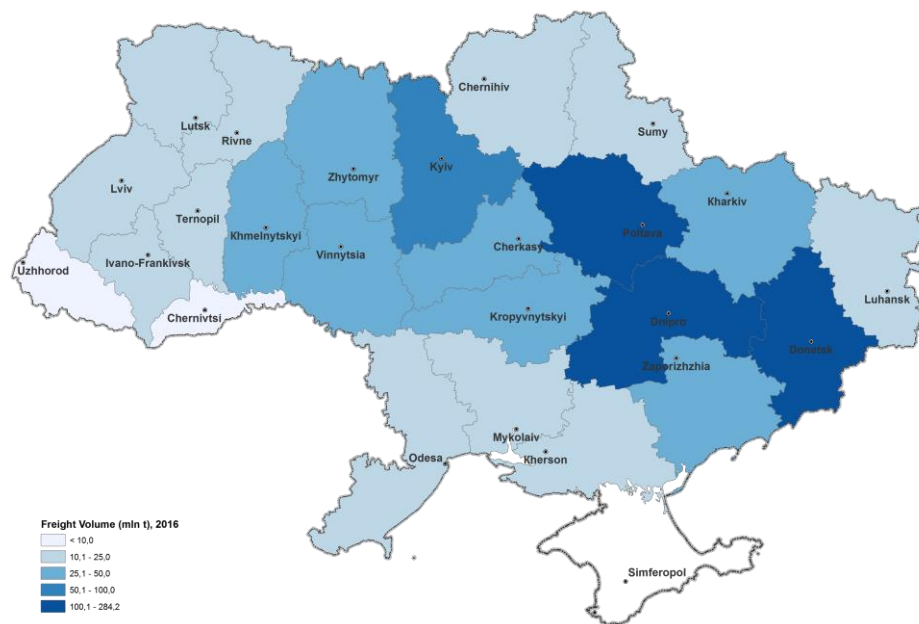 Chernihiv
Sumy
Lutsk
Rivne
Kyiv
Zhytomyr
Kharkiv
Lviv
Ternopil
Khmelnytskyi
Poltava
Cherkasy
Vinnytsia
Ivano-Frankivsk
Uzhhorod
Luhansk
Chernivtsi
Kropyvnytskyi
Dnipro
Donetsk
Zaporizhzhia
Mykolaiv
Kherson
Odesa
Simferopol
Freight Volume (mln t), 2016
< 10,0
10,1 - 25,0
25,1 - 50,0
50,1 - 100,0
100,1 - 284,2